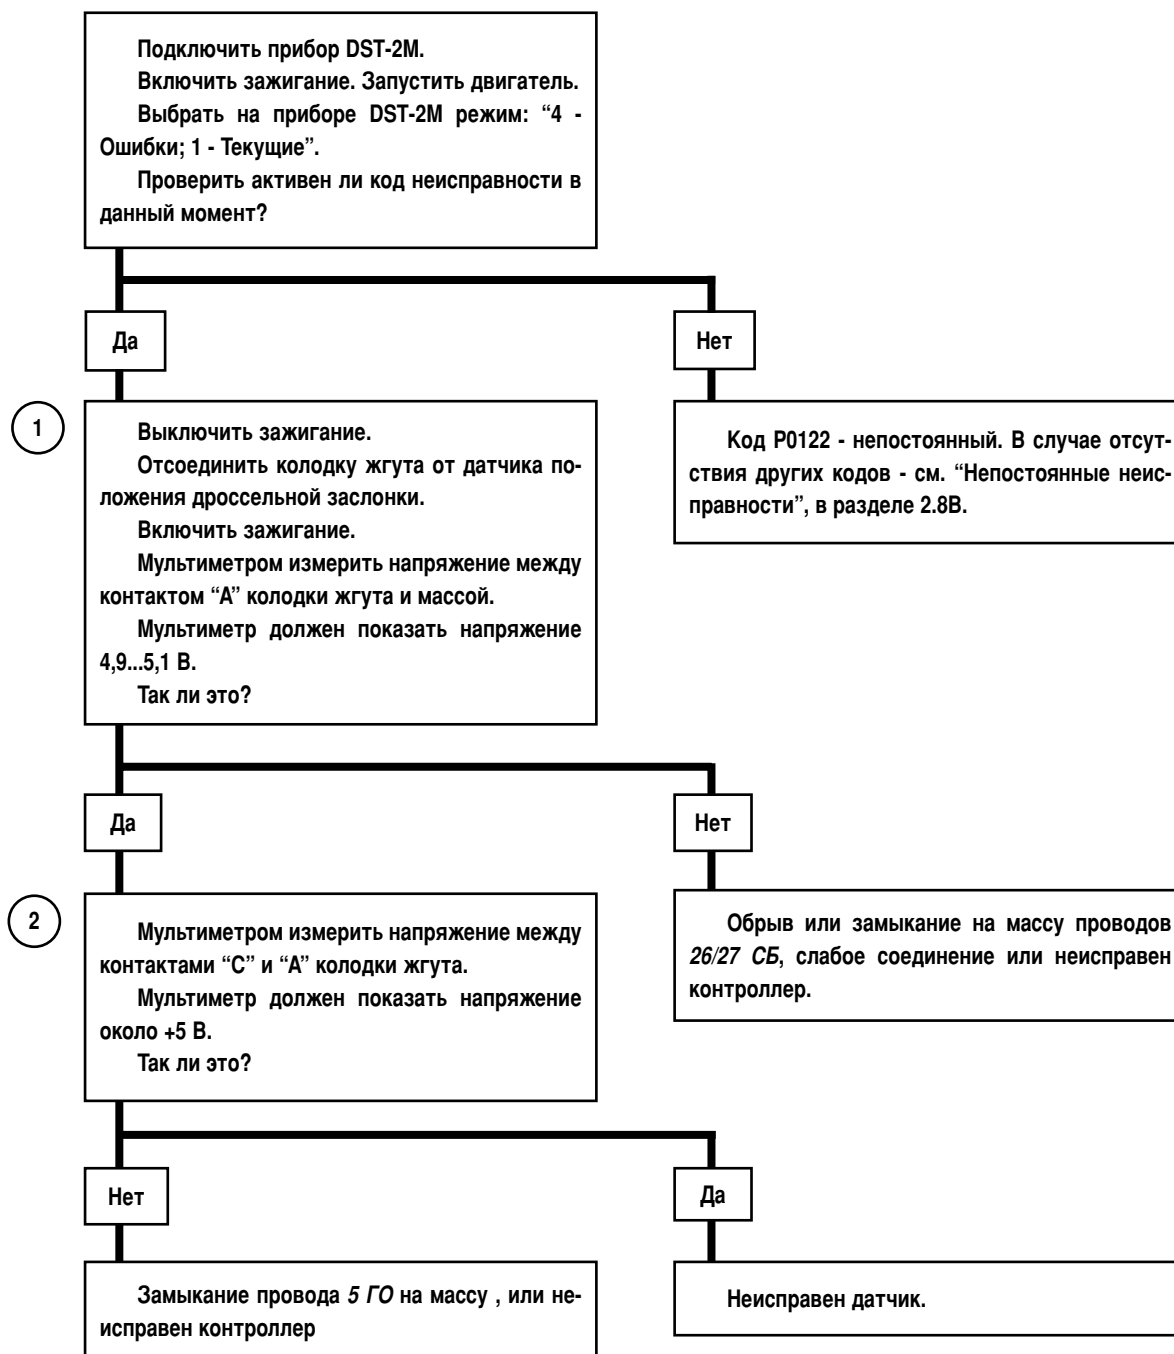 Подключить прибор DST-2M.
Включить зажигание. Запустить двигатель.
Выбрать на приборе DST-2M режим: “4 -
Ошибки; 1 - Текущие”.
Проверить активен ли код неисправности в
данный момент?
Да
Нет
1
Выключить зажигание.
Отсоединить колодку жгута от датчика по-
ложения дроссельной заслонки.
Включить зажигание.
Мультиметром измерить напряжение между
контактом “А” колодки жгута и массой.
Мультиметр должен показать напряжение
4,9...5,1 В.
Так ли это?
Код Р0122 - непостоянный. В случае отсут-
ствия других кодов - см. “Непостоянные неис-
правности”, в разделе 2.8В.
Да
Нет
2
Мультиметром измерить напряжение между
контактами “С” и “А” колодки жгута.
Мультиметр должен показать напряжение
около +5 В.
Так ли это?
Обрыв или замыкание на массу проводов
26/27 СБ, слабое соединение или неисправен
контроллер.
Нет
Да
Замыкание провода 5 ГО на массу , или не-
исправен контроллер
Неисправен датчик.